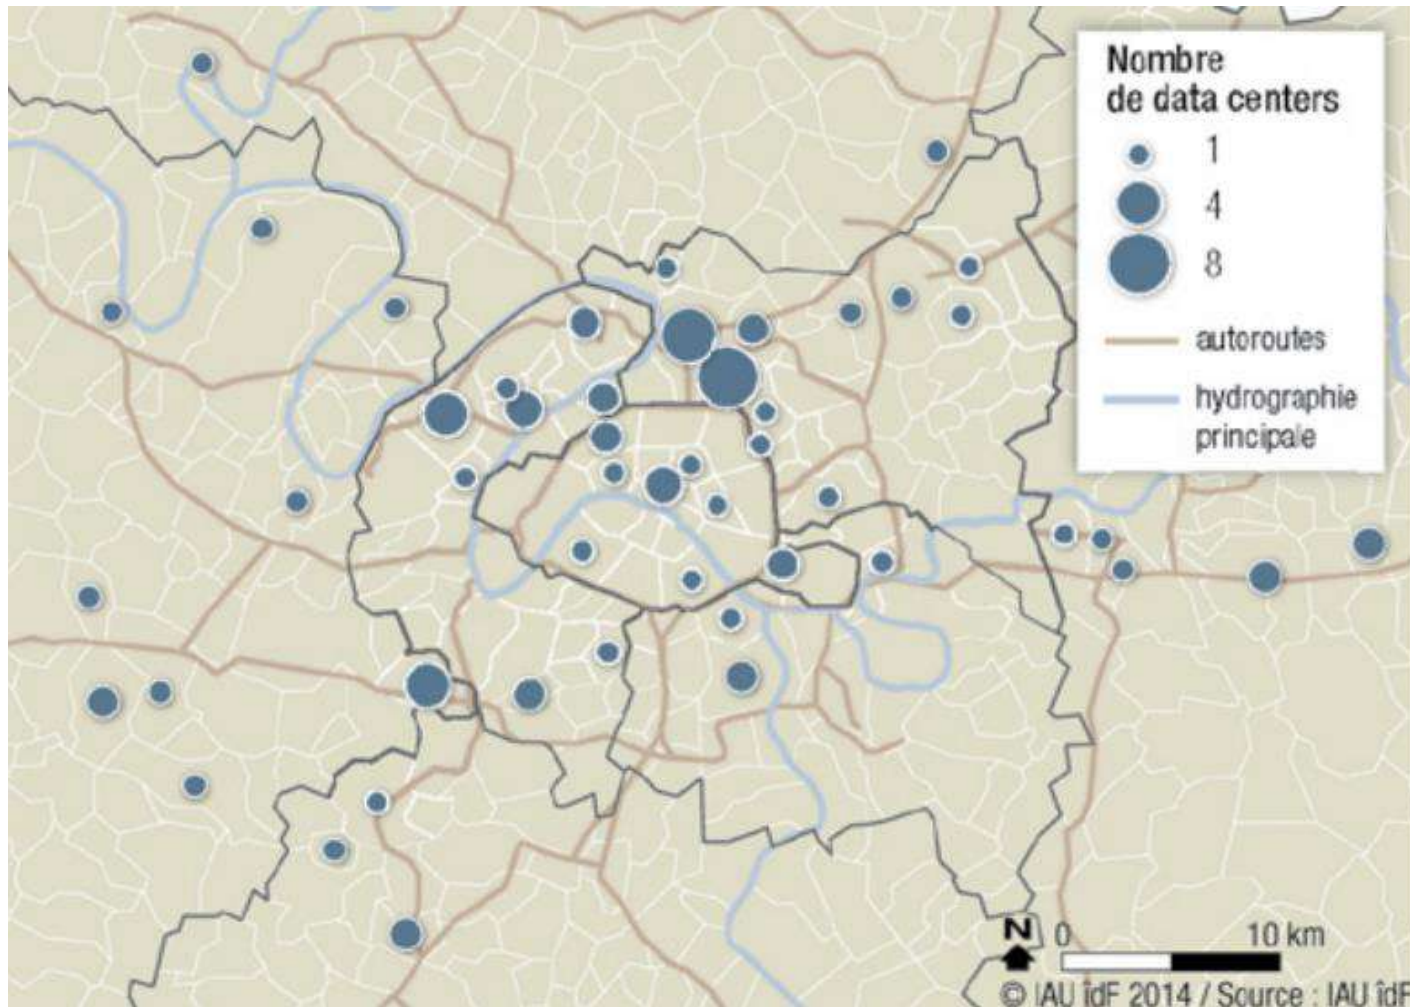 Nombre
de data centers
1
4
8
autoroutes
hydrographie
principale
N 0 10 km
© IAU îdF 2014 / Source : IAU îdF